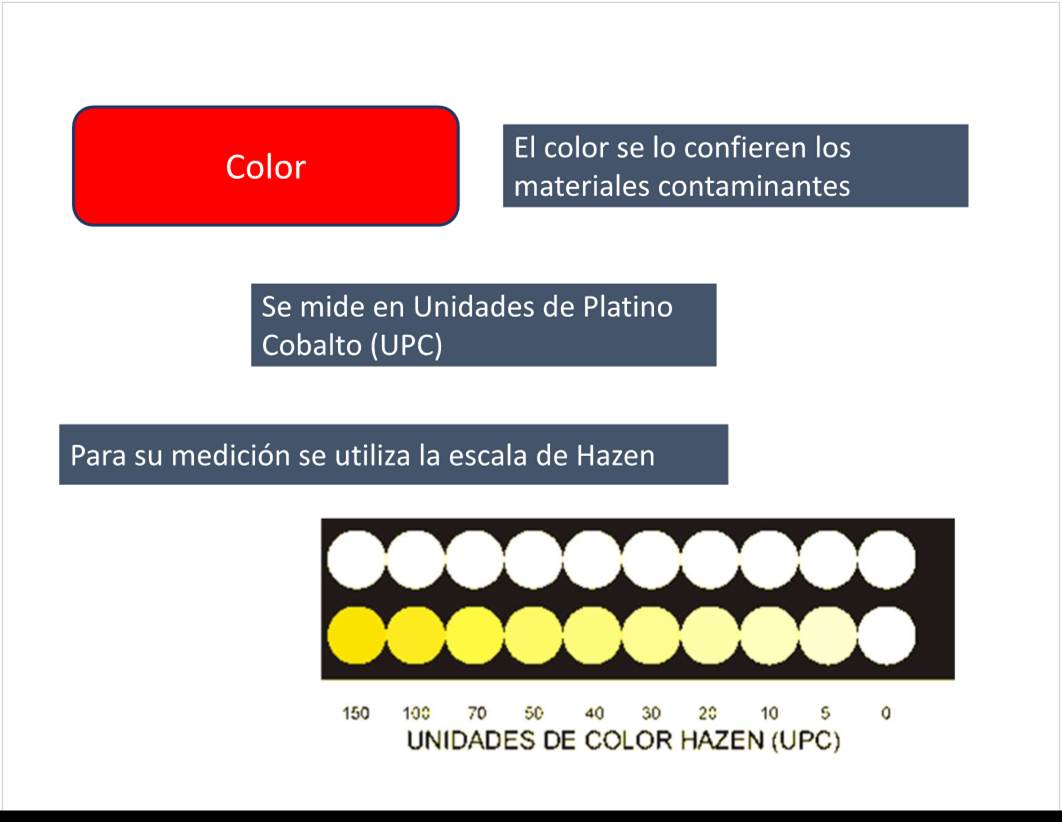 Color
El color se lo confieren los
materiales contaminantes
Se mide en Unidades de Platino
Cobalto (UPC)
Para su medición se utiliza la escala de Hazen
150 100 70 50 40 30 20 10 5 0
UNIDADES DE COLOR HAZEN (UPC)